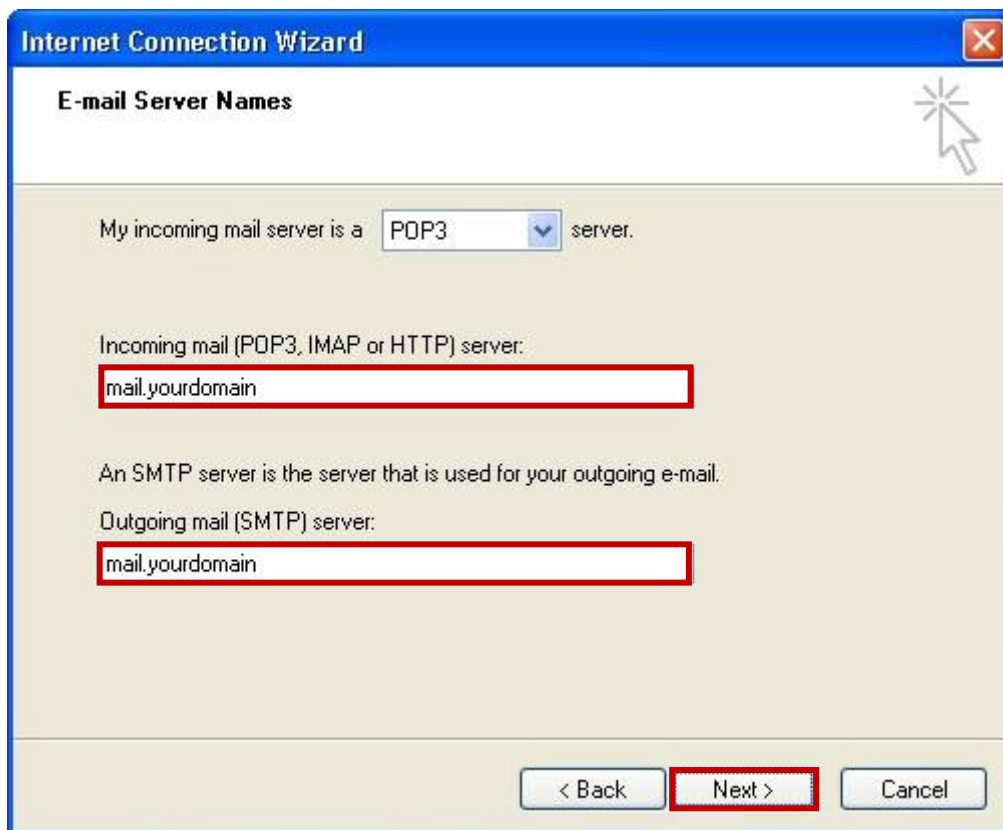 Internet Connection Wizard
E-mail Server Names
My incoming mail server is a POP3 server.
Incoming mail (POP3, IMAP or HTTP) server:
mail.yourdomain
An SMTP server is the server that is used for your outgoing e-mail.
Outgoing mail (SMTP) server:
mail.yourdomain
< Back Next > Cancel